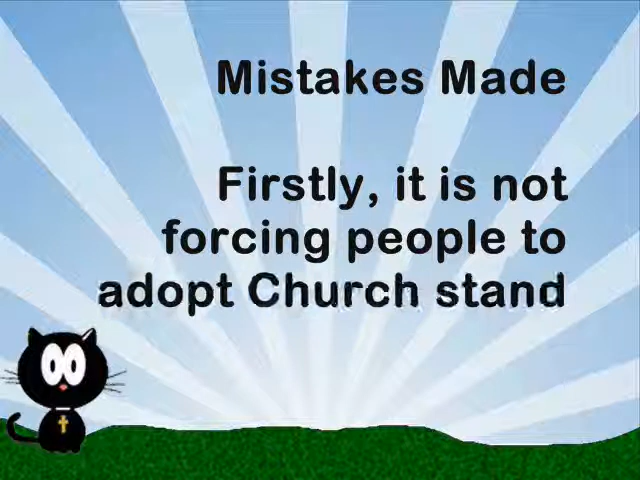 Mistakes Made
Firstly, it is not
forcing people to
adopt Church stand